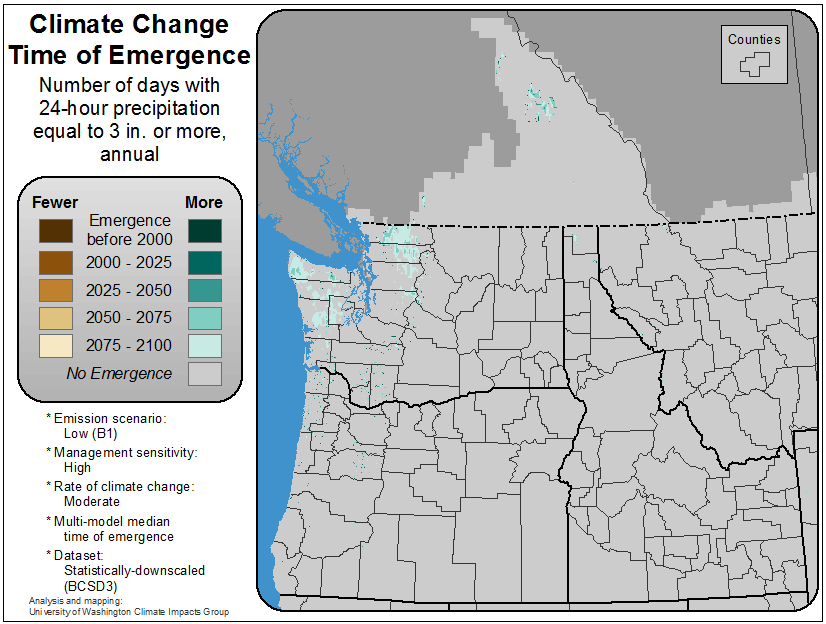 Climate Change
Time of Emergence
Number of days with
24-hour precipitation
equal to 3 in. or more,
annual
Fewer More
Emergence
before 2000
2000 - 2025
2025 - 2050
2050 - 2075
2075 - 2100
No Emergence
* Emission scenario:
Low (B1)
* Management sensitivity:
High
* Rate of climate change:
Moderate
* Multi-model median
time of emergence
* Dataset:
Statistically-downscaled
(BCSD3)
Analysis and mapping:
University of Washington Climate Impacts Group
Counties